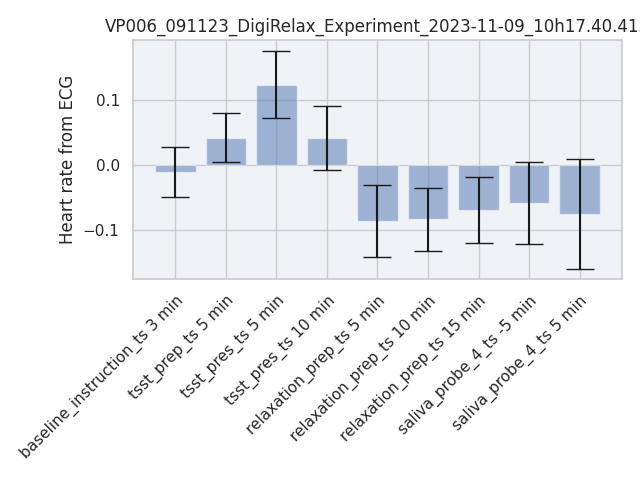 VP006_091123_DigiRelax_Experiment_2023-11-09_10h17.40.41
Heart rate from ECG
0.1
0.0
−0.1
baseline_instruction_ts 3 min
tsst_prep_ts 5 min
tsst_pres_ts 5 min
tsst_pres_ts 10 min
relaxation_prep_ts 5 min
relaxation_prep_ts 10 min
relaxation_prep_ts 15 min
saliva_probe_4_ts -5 min
saliva_probe_4_ts 5 min